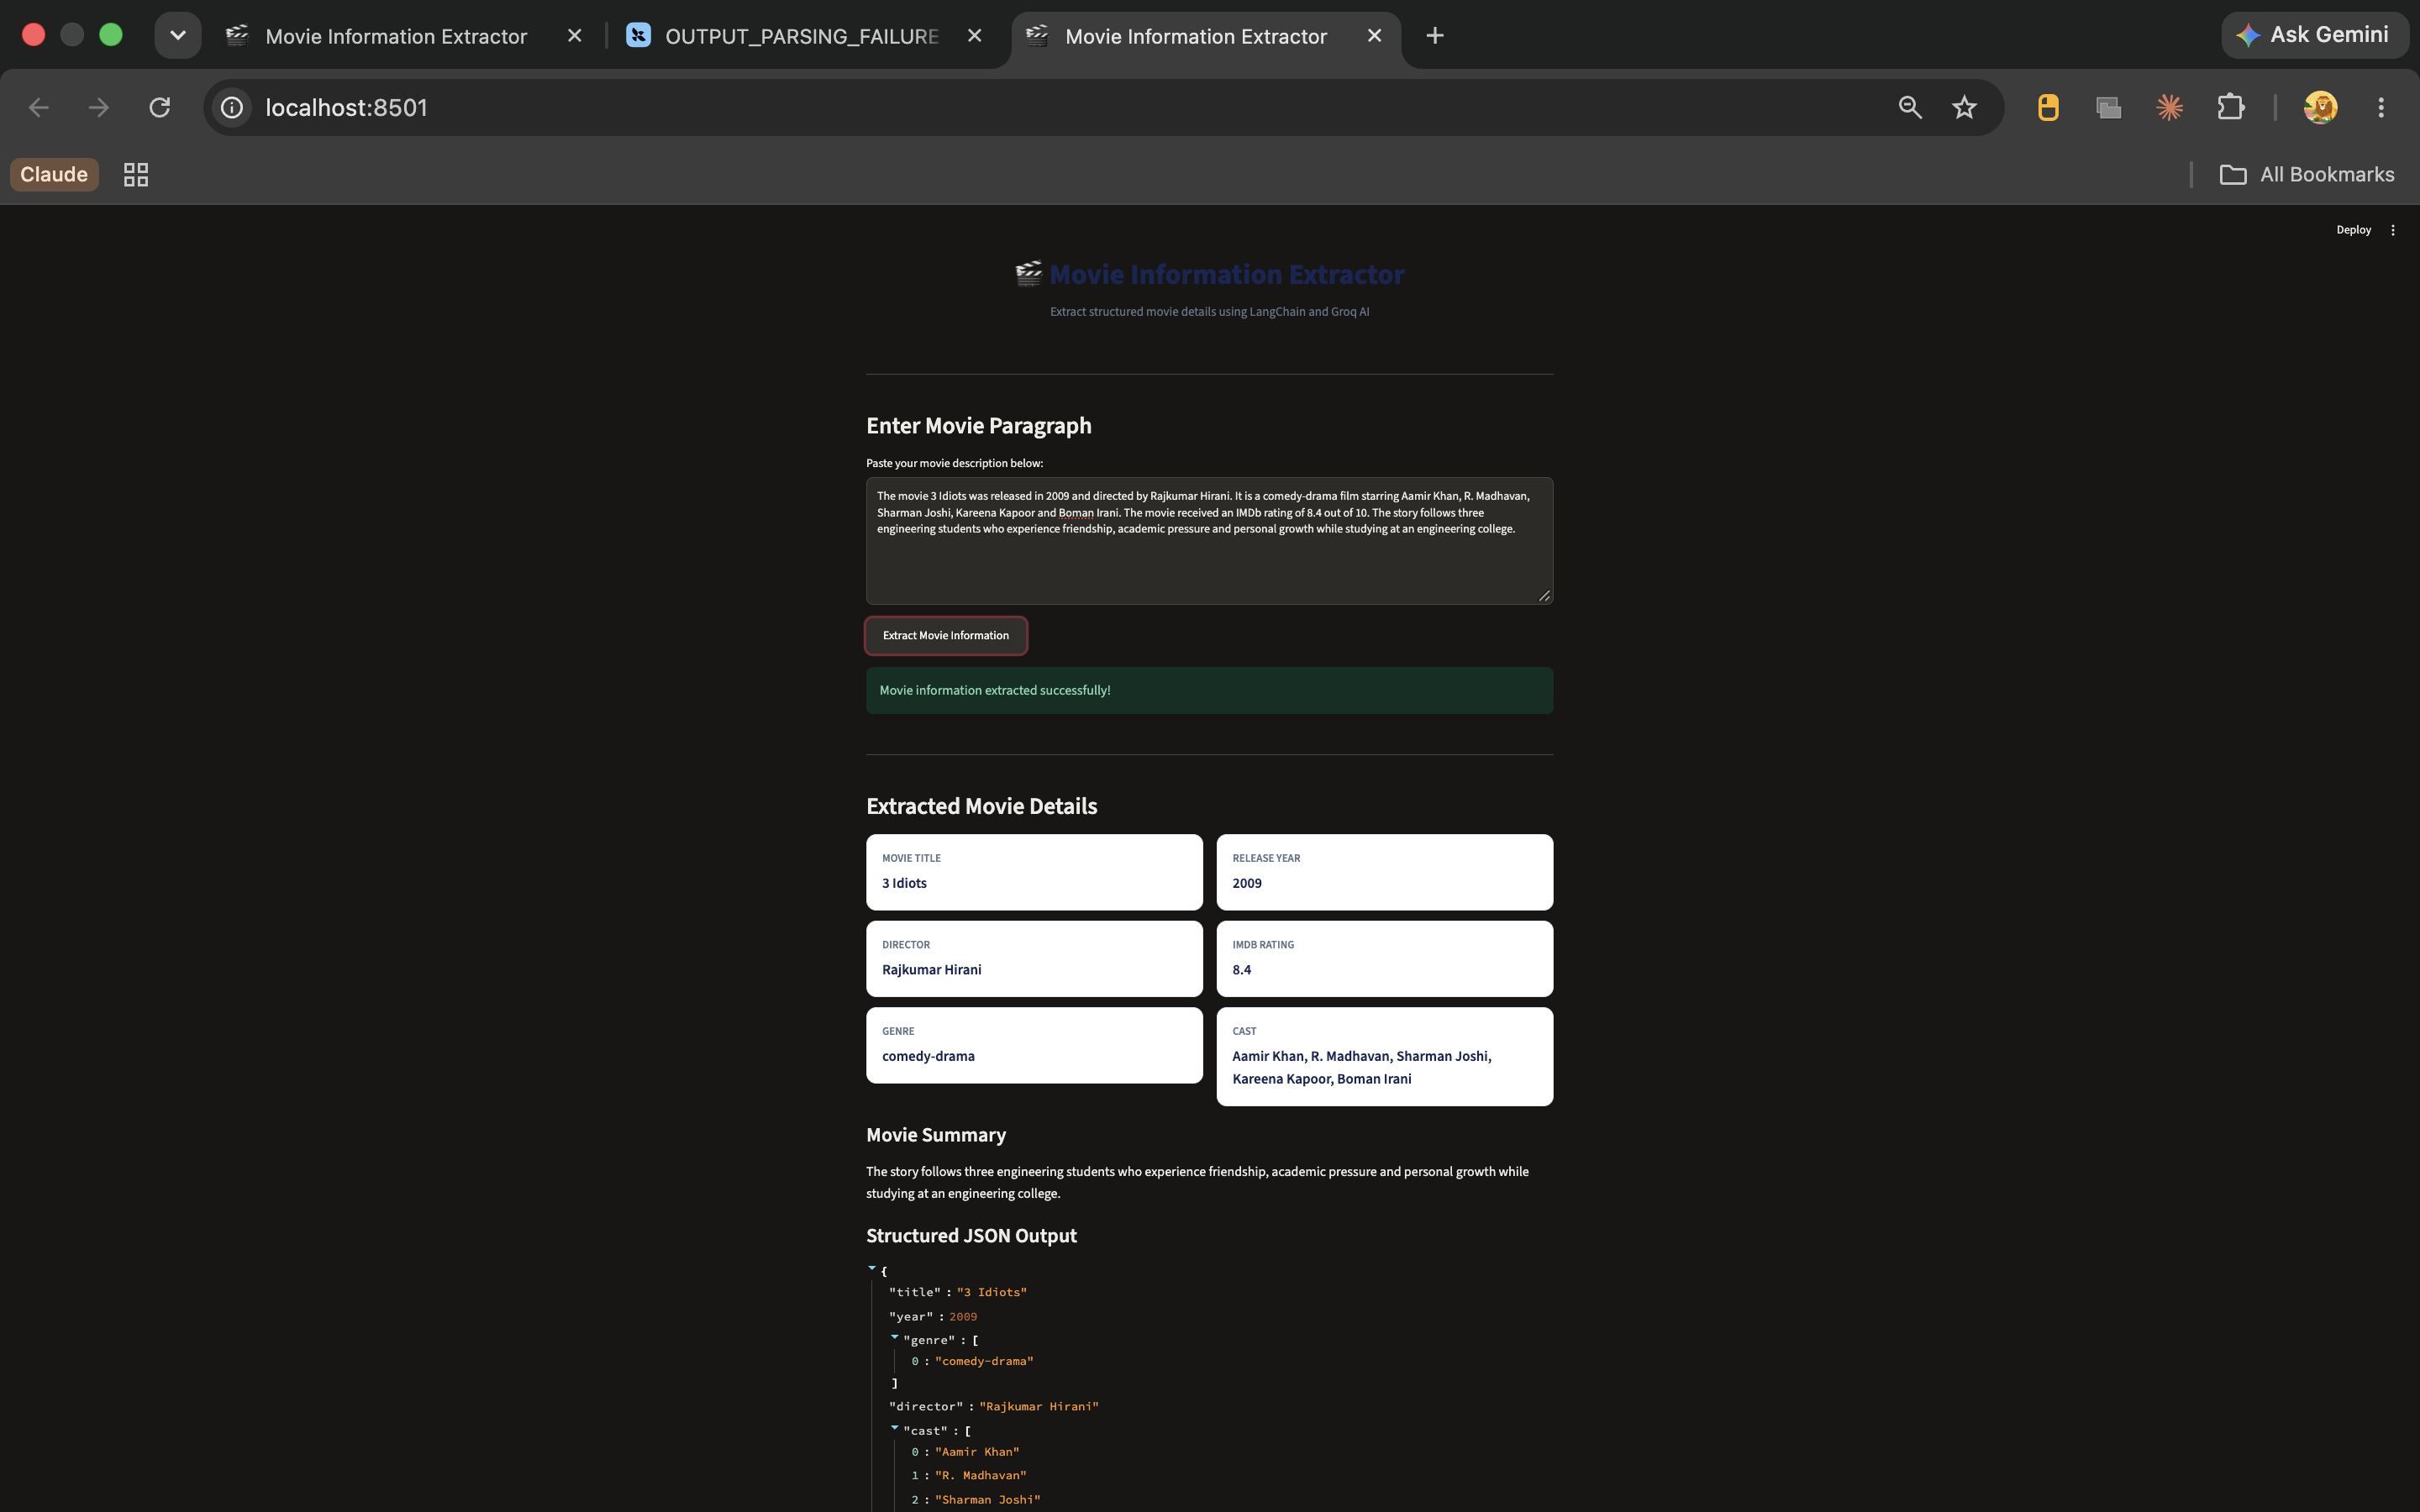 Movie Information Extractor
OUTPUT_PARSING_FAILURE
Movie Information Extractor
Ask Gemini
localhost:8501
Claude
All Bookmarks
Deploy
Movie Information Extractor
Extract structured movie details using LangChain and Groq AI
Enter Movie Paragraph
Paste your movie description below:
The movie 3 Idiots was released in 2009 and directed by Rajkumar Hirani. It is a comedy-drama film starring Aamir Khan, R. Madhavan,
Sharman Joshi, Kareena Kapoor and Boman Irani. The movie received an IMDb rating of 8.4 out of 10. The story follows three
engineering students who experience friendship, academic pressure and personal growth while studying at an engineering college.
Extract Movie Information
Movie information extracted successfully!
Extracted Movie Details
MOVIE TITLE
3 Idiots
RELEASE YEAR
2009
DIRECTOR
Rajkumar Hirani
IMDB RATING
8.4
GENRE
comedy-drama
CAST
Aamir Khan, R. Madhavan, Sharman Joshi,
Kareena Kapoor, Boman Irani
Movie Summary
The story follows three engineering students who experience friendship, academic pressure and personal growth while
studying at an engineering college.
Structured JSON Output
{
"title" : "3 Idiots"
"year" : 2009
"genre" : [
0 : "comedy-drama"
]
"director" : "Rajkumar Hirani"
"cast" : [
0 : "Aamir Khan"
1 : "R. Madhavan"
2 : "Sharman Joshi"